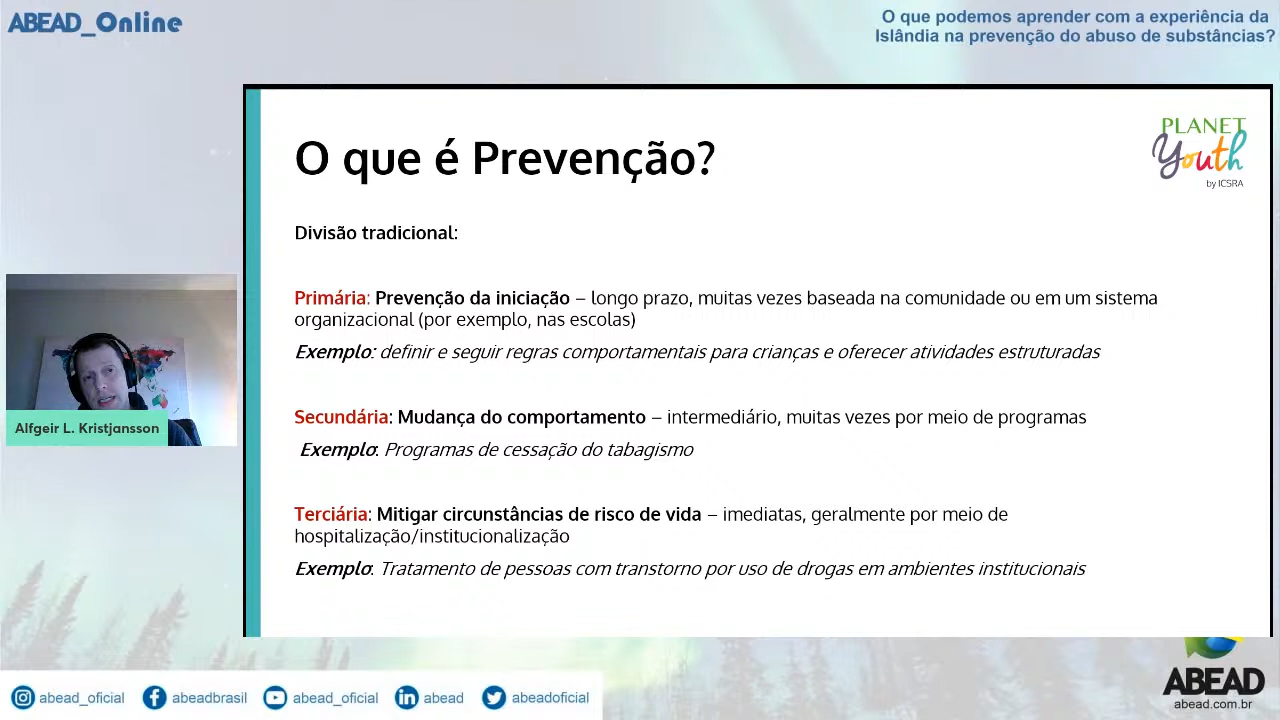 ABEAD_Online
O que podemos aprender com a experiência da
Islândia na prevenção do abuso de substâncias?
PLANET
Youth
by ICSRA
O que é Prevenção?
Divisão tradicional:
Primária: Prevenção da iniciação – longo prazo, muitas vezes baseada na comunidade ou em um sistema
organizacional (por exemplo, nas escolas)
Exemplo: definir e seguir regras comportamentais para crianças e oferecer atividades estruturadas
Secundária: Mudança do comportamento – intermediário, muitas vezes por meio de programas
Exemplo: Programas de cessação do tabagismo
Terciária: Mitigar circunstâncias de risco de vida – imediatas, geralmente por meio de
hospitalização/institucionalização
Exemplo: Tratamento de pessoas com transtorno por uso de drogas em ambientes institucionais
Alfgeir L. Kristjansson
abead_oficial
abeadbrasil
abead_oficial
abead
abeadoficial
ABEAD
abead.com.br